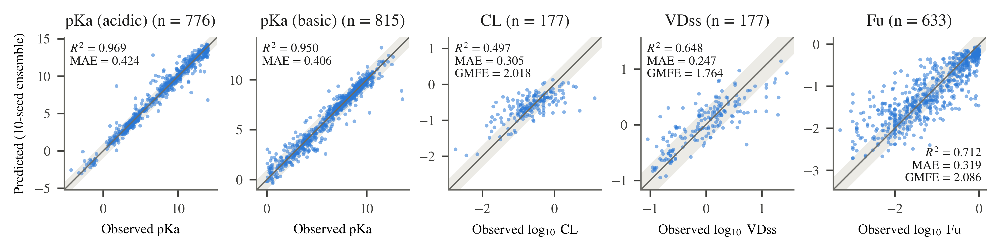 pKa (acidic) (n = 776)
R² = 0.969
MAE = 0.424
Predicted (10-seed ensemble)
15
10
5
0
−5
0
10
Observed pKa
pKa (basic) (n = 815)
R² = 0.950
MAE = 0.406
10
5
0
0
10
Observed pKa
CL (n = 177)
R² = 0.497
MAE = 0.305
GMFE = 2.018
1
0
−1
−2
−2
0
Observed log₁₀ CL
VDss (n = 177)
R² = 0.648
MAE = 0.247
GMFE = 1.764
1
0
−1
−1
0
1
Observed log₁₀ VDss
Fu (n = 633)
0
−1
−2
−3
R² = 0.712
MAE = 0.319
GMFE = 2.086
−2
0
Observed log₁₀ Fu